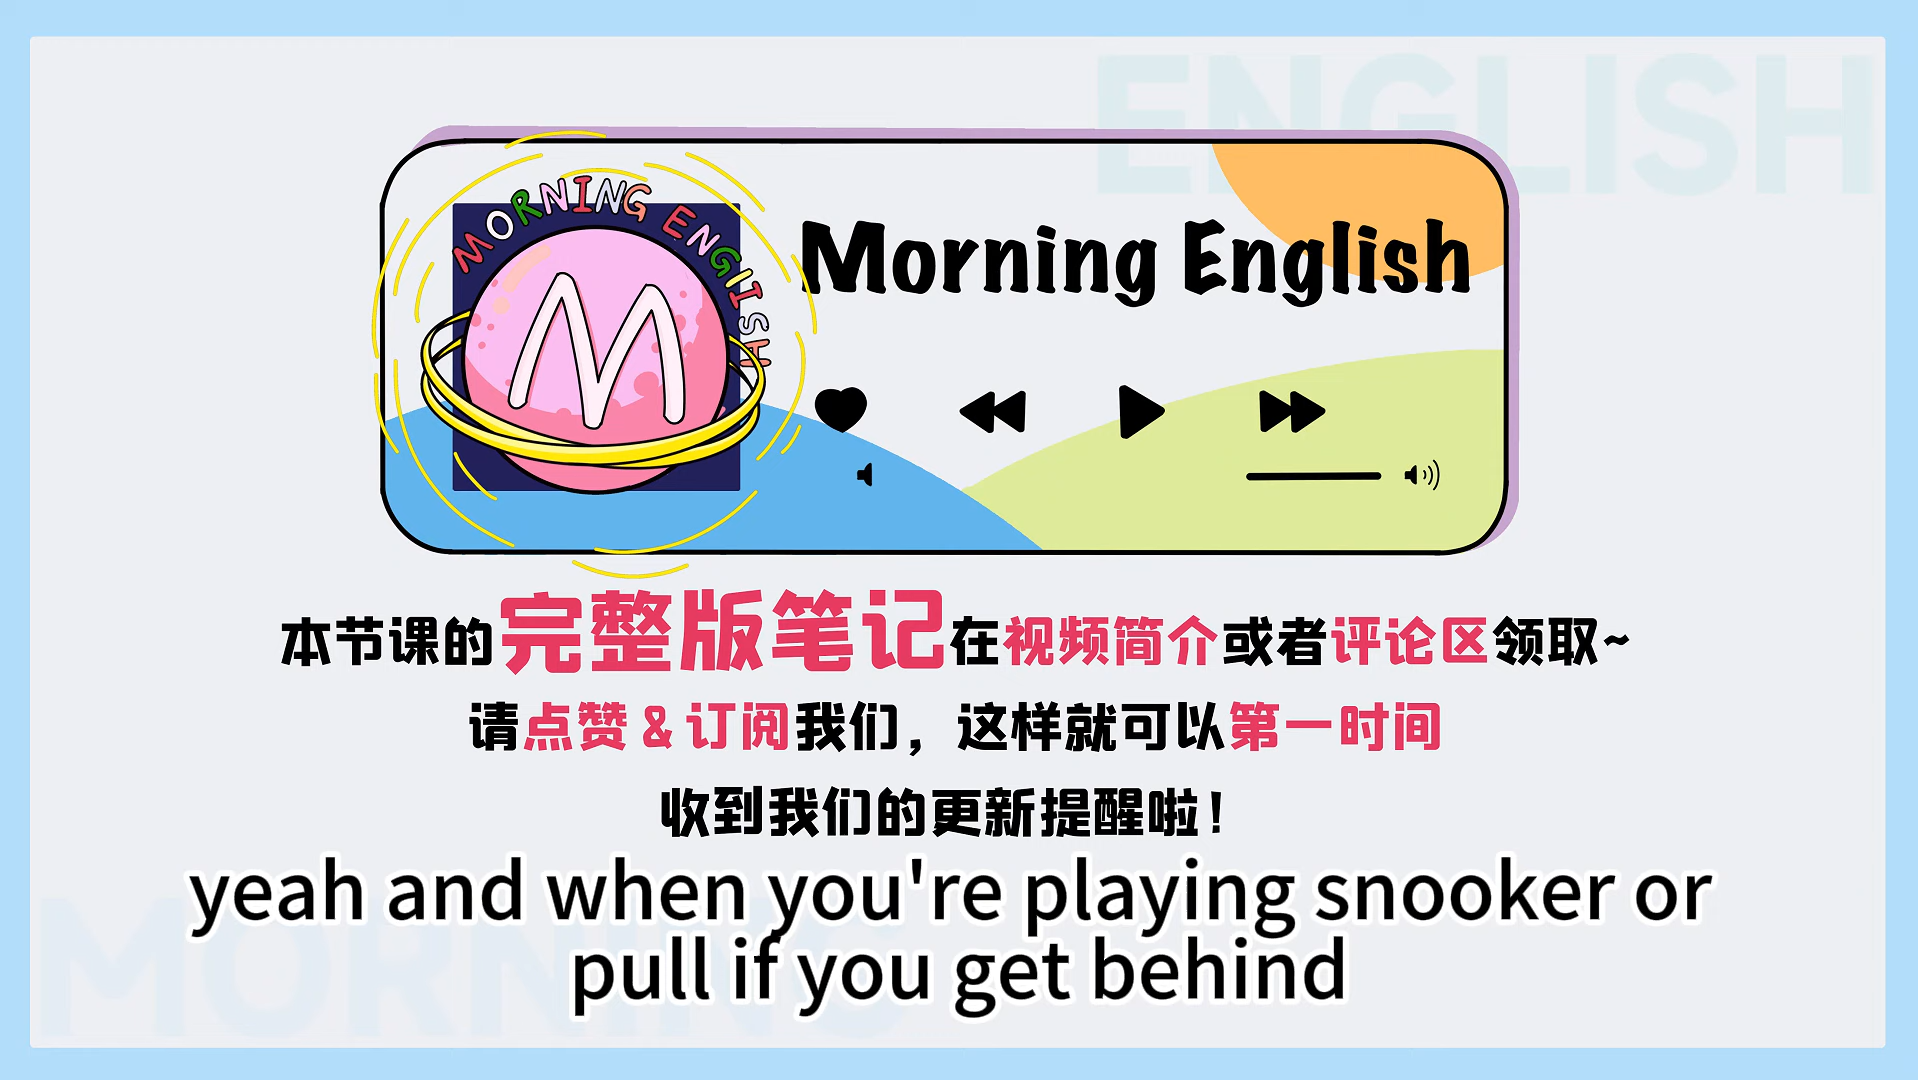 ENGLISH
MORNING ENGLISH
M
Morning English
本节课的完整版笔记在视频简介或者评论区领取~
请点赞&订阅我们，这样就可以第一时间
收到我们的更新提醒啦！
yeah and when you're playing snooker or
pull if you get behind
MORNING